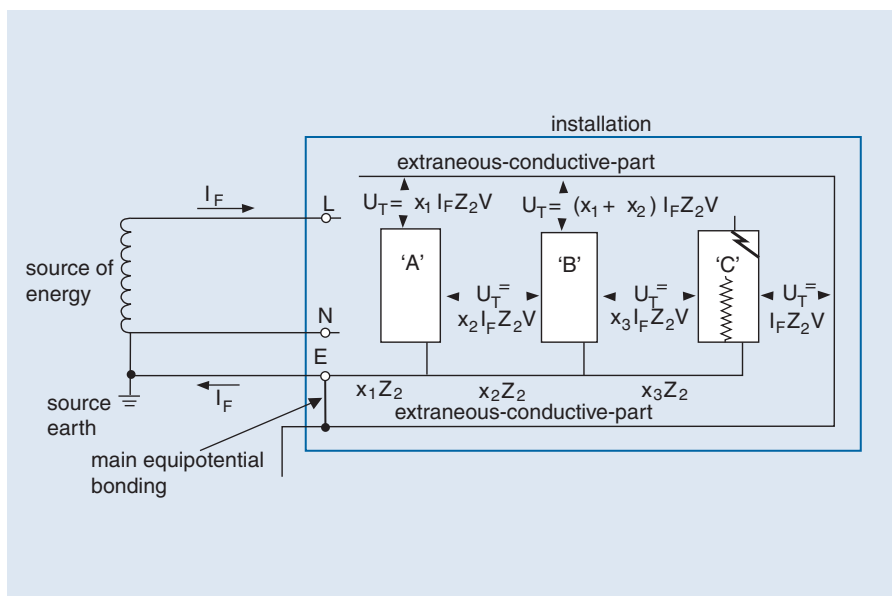 installation
extraneous-conductive-part
I_F
L
U_T = x_1 I_F Z_2 V
U_T = (x_1 + x_2) I_F Z_2 V
'A'
'B'
'C'
source of
energy
U_T =
x_2 I_F Z_2 V
U_T =
x_3 I_F Z_2 V
U_T =
I_F Z_2 V
N
E
x_1 Z_2
x_2 Z_2
x_3 Z_2
I_F
source
earth
extraneous-conductive-part
main equipotential
bonding